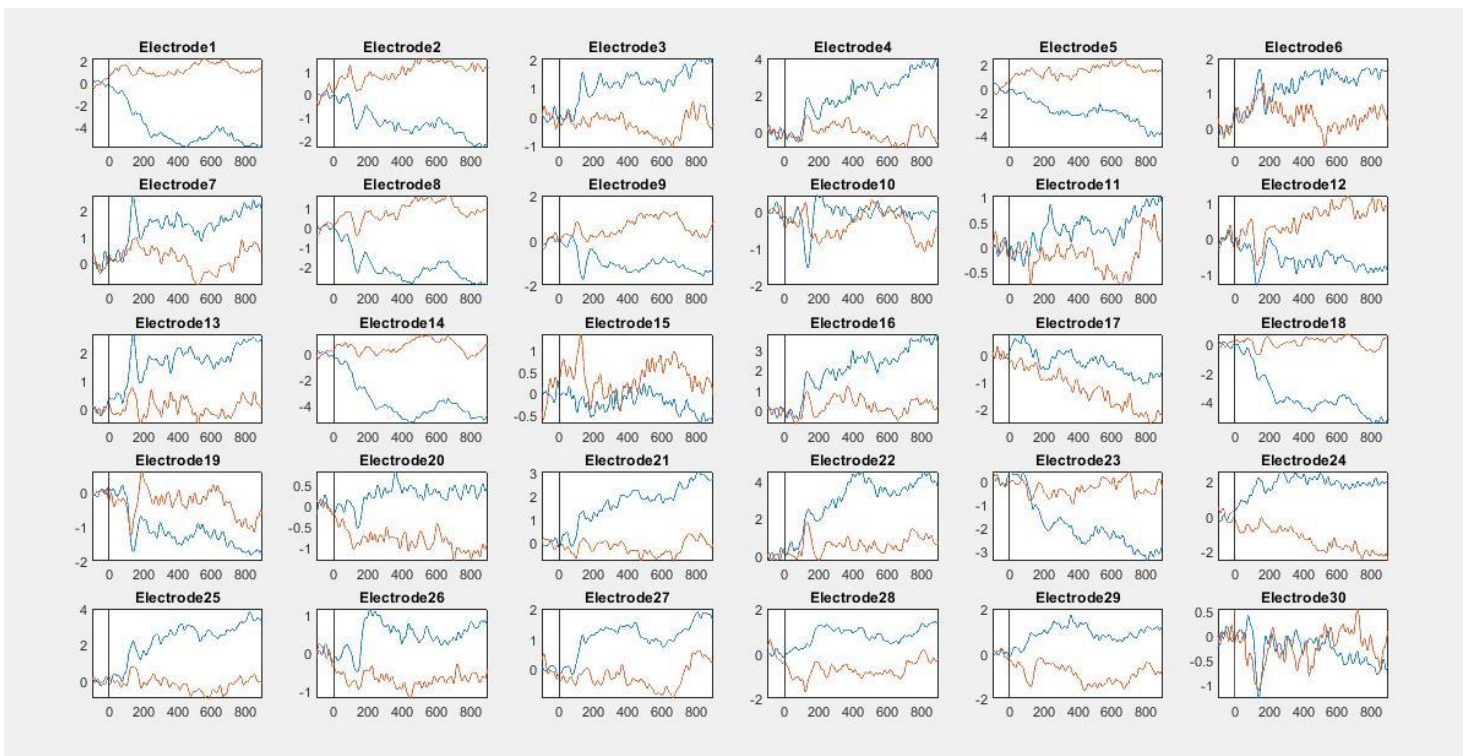 Electrode1 Electrode2 Electrode3 Electrode4 Electrode5 Electrode6
2 0 -2 -4
1 0 -1 -2
2 1 0 -1
4 2 0
2 0 -2 -4
2 1 0
0 200 400 600 800 0 200 400 600 800 0 200 400 600 800 0 200 400 600 800 0 200 400 600 800 0 200 400 600 800
Electrode7 Electrode8 Electrode9 Electrode10 Electrode11 Electrode12
2 1 0
1 0 -1 -2
2 0 -2
0 -1 -2
1 0.5 0 -0.5
1 0 -1
0 200 400 600 800 0 200 400 600 800 0 200 400 600 800 0 200 400 600 800 0 200 400 600 800 0 200 400 600 800
Electrode13 Electrode14 Electrode15 Electrode16 Electrode17 Electrode18
2 1 0
0 -2 -4
1 0.5 0 -0.5
3 2 1 0
0 -1 -2
0 -2 -4
0 200 400 600 800 0 200 400 600 800 0 200 400 600 800 0 200 400 600 800 0 200 400 600 800 0 200 400 600 800
Electrode19 Electrode20 Electrode21 Electrode22 Electrode23 Electrode24
0 -1 -2
0.5 0 -0.5 -1
3 2 1 0
4 2 0
0 -1 -2 -3
2 0 -2
0 200 400 600 800 0 200 400 600 800 0 200 400 600 800 0 200 400 600 800 0 200 400 600 800 0 200 400 600 800
Electrode25 Electrode26 Electrode27 Electrode28 Electrode29 Electrode30
4 2 0
1 0 -1
2 1 0
2 0 -2
2 0 -2
0.5 0 -0.5 -1
0 200 400 600 800 0 200 400 600 800 0 200 400 600 800 0 200 400 600 800 0 200 400 600 800 0 200 400 600 800